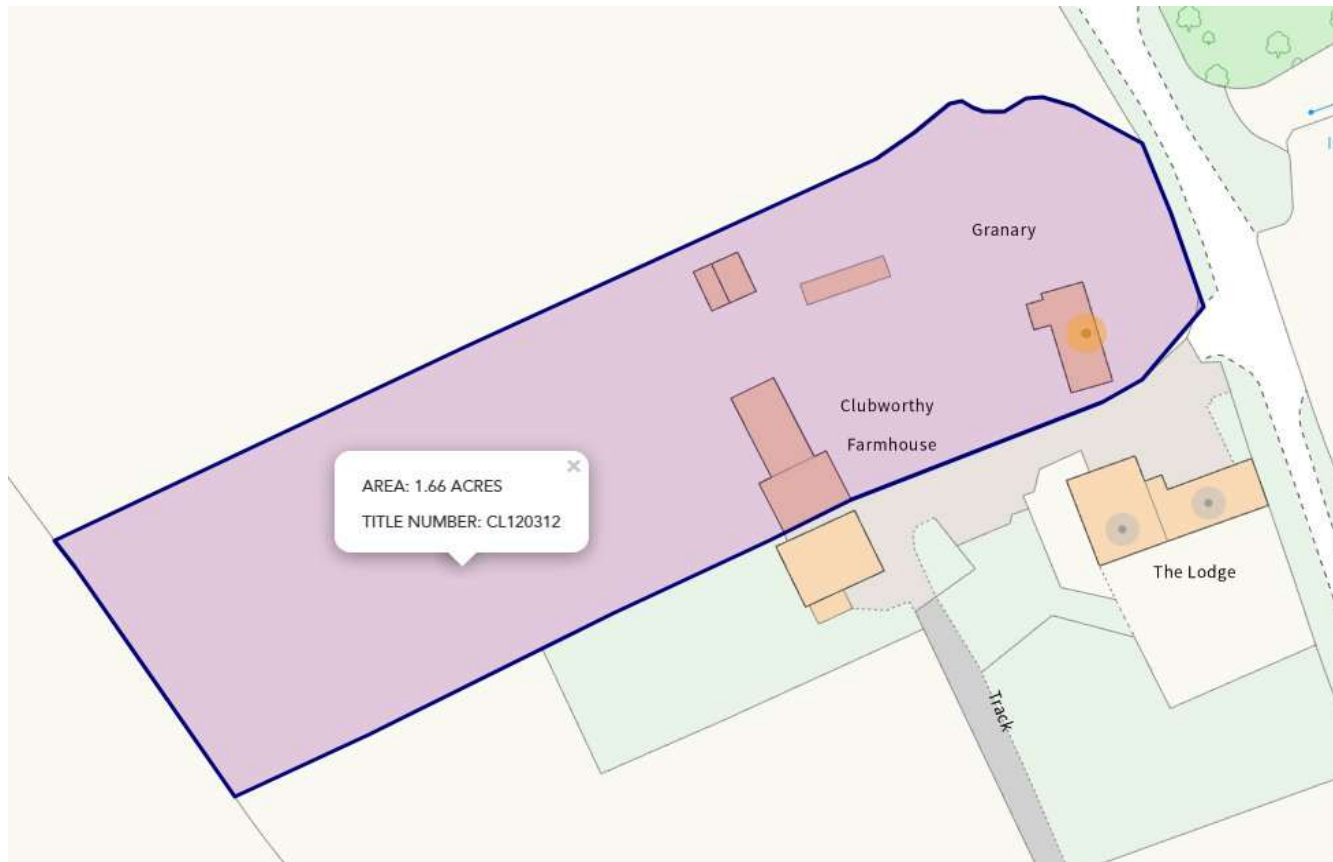 Granary
Clubworthy
Farmhouse
AREA: 1.66 ACRES
TITLE NUMBER: CL120312
The Lodge
Track